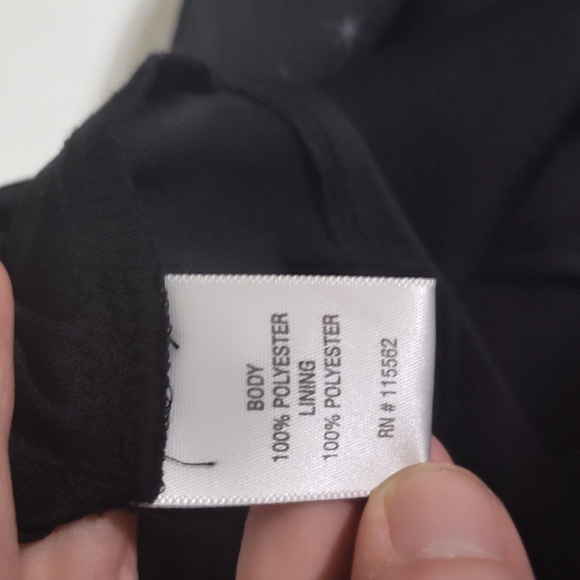 BODY
100% POLYESTER
LINING
100% POLYESTER
RN # 115562